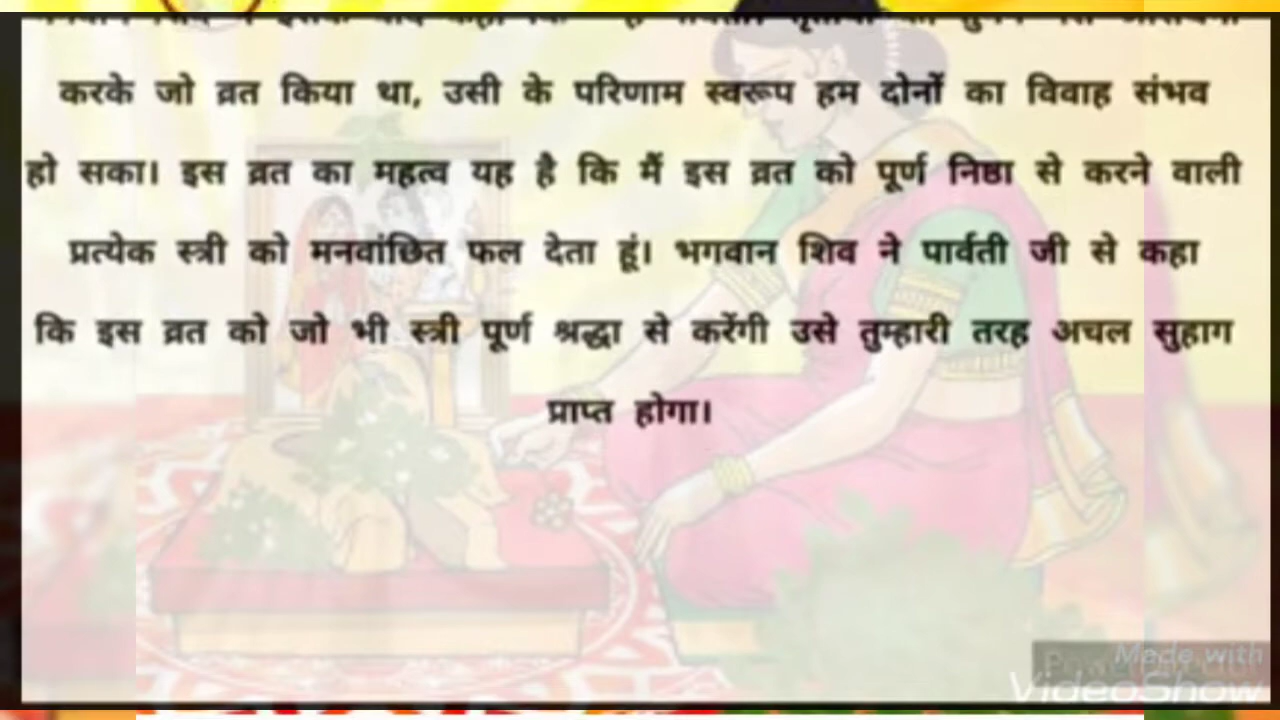 करके जो व्रत किया था, उसी के परिणाम स्वरूप हम दोनों का विवाह संभव
हो सका। इस व्रत का महत्व यह है कि मैं इस व्रत को पूर्ण निष्ठा से करने वाली
प्रत्येक स्त्री को मनवांछित फल देता हूं। भगवान शिव ने पार्वती जी से कहा
कि इस व्रत को जो भी स्त्री पूर्ण श्रद्धा से करेंगी उसे तुम्हारी तरह अचल सुहाग
प्राप्त होगा।
Made with
VideoShow